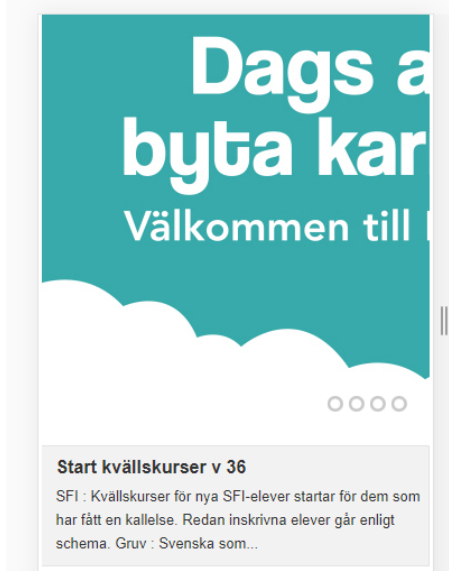 Dags a
byta kar
Välkommen till
Start kvällskurser v 36
SFI : Kvällskurser för nya SFI-elever startar för dem som
har fått en kallelse. Redan inskrivna elever går enligt
schema. Gruv : Svenska som...